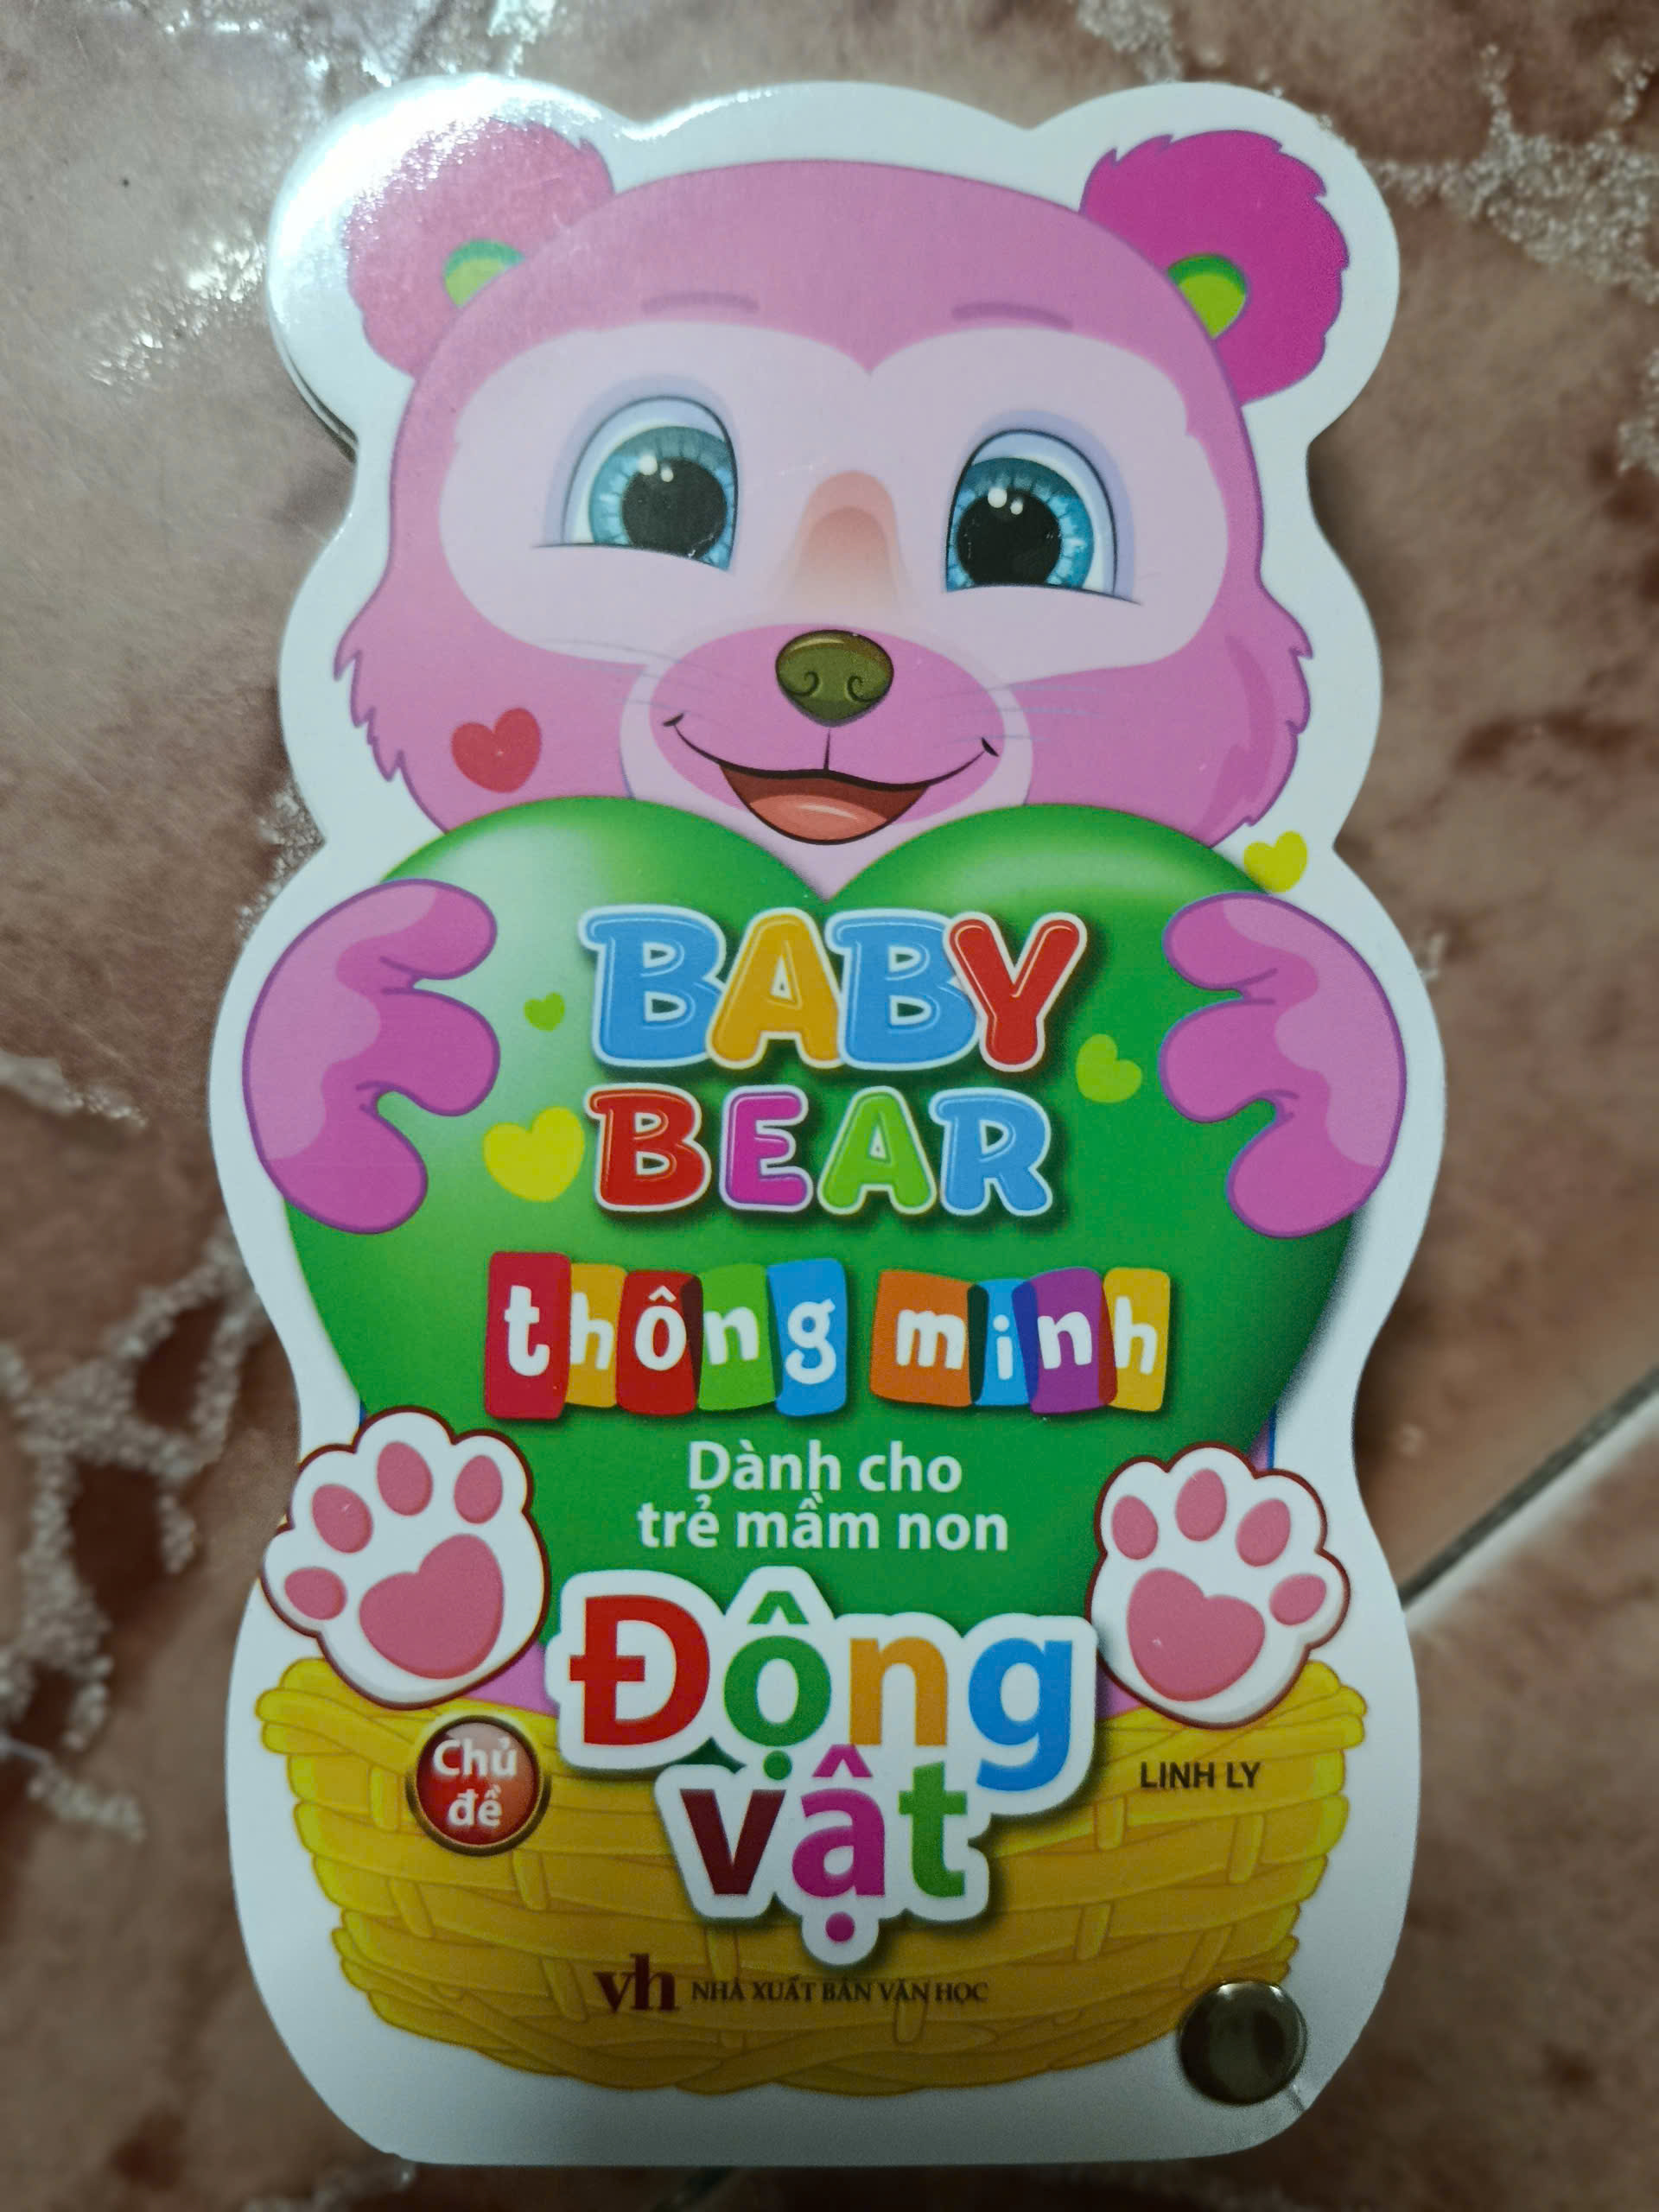 BABY
BEAR
thông minh
Dành cho
trẻ mầm non
Động
vật
Chủ
đề
LINH LY
vh NHÀ XUẤT BẢN VĂN HỌC